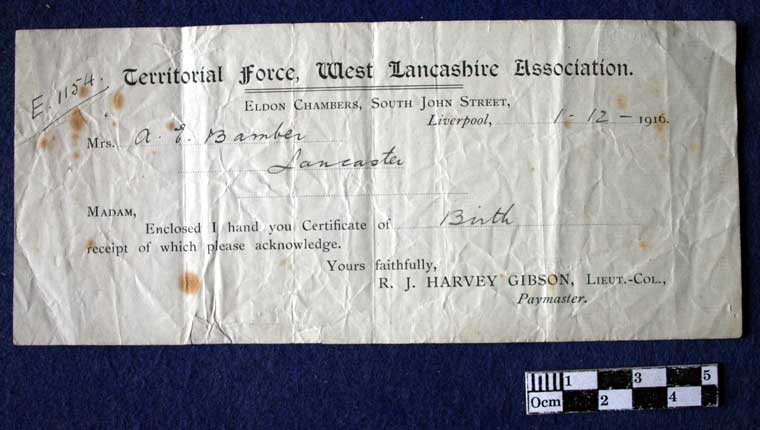 E. 1154.
Territorial Force, West Lancashire Association.
Eldon Chambers, South John Street,
Liverpool, 1 - 12 - 1916.
Mrs. A. E. Bamber
Lancaster
Madam,
Enclosed I hand you Certificate of Birth
receipt of which please acknowledge.
Yours faithfully,
R. J. HARVEY GIBSON, Lieut.-Col.,
Paymaster.
0cm 1 2 3 4 5